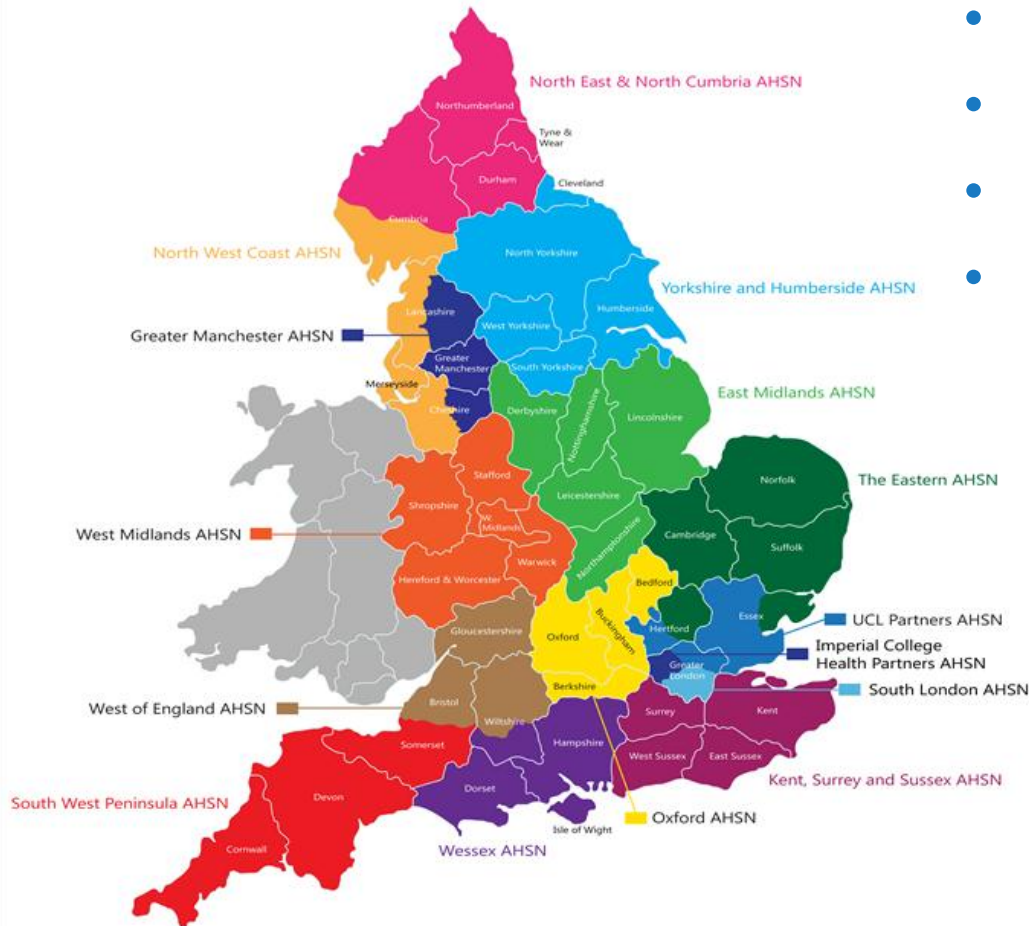 North East & North Cumbria AHSN
Northumberland
Tyne &
Wear
Durham
Cleveland
Cumbria
North West Coast AHSN
North Yorkshire
Yorkshire and Humberside AHSN
Humberside
Lancashire
West Yorkshire
Greater Manchester AHSN
Greater
Manchester
South Yorkshire
Merseyside
Cheshire
East Midlands AHSN
Derbyshire
Nottinghamshire
Lincolnshire
Stafford
Norfolk
The Eastern AHSN
Leicestershire
Shropshire
W.
Midlands
West Midlands AHSN
Cambridge
Suffolk
Northamptonshire
Warwick
Hereford & Worcester
Bedford
Essex
UCL Partners AHSN
Gloucestershire
Oxford
Buckingham
Hertford
Imperial College
Health Partners AHSN
Greater
London
Berkshire
South London AHSN
West of England AHSN
Bristol
Wiltshire
Surrey
Kent
Somerset
Hampshire
West Sussex
East Sussex
Kent, Surrey and Sussex AHSN
South West Peninsula AHSN
Devon
Dorset
Oxford AHSN
Isle of Wight
Wessex AHSN
Cornwall